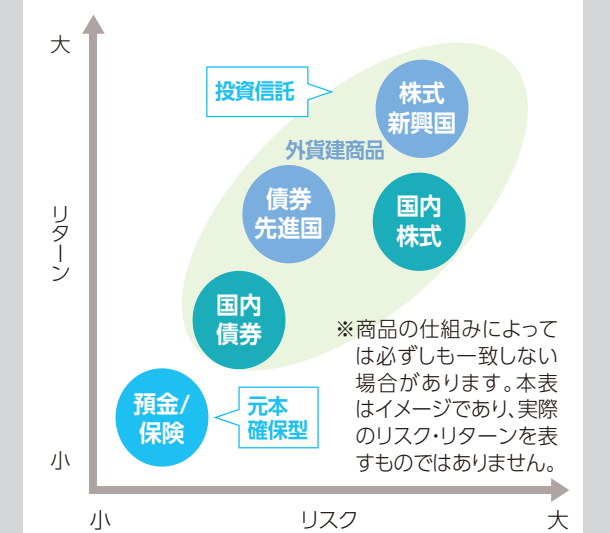 大
投資信託
株式
新興国
外貨建商品
債券
先進国
国内
株式
リターン
国内
債券
※商品の仕組みによって
は必ずしも一致しない
場合があります。本表
はイメージであり、実際
のリスク・リターンを表
すものではありません。
預金/
保険
元本
確保型
小
小
リスク
大